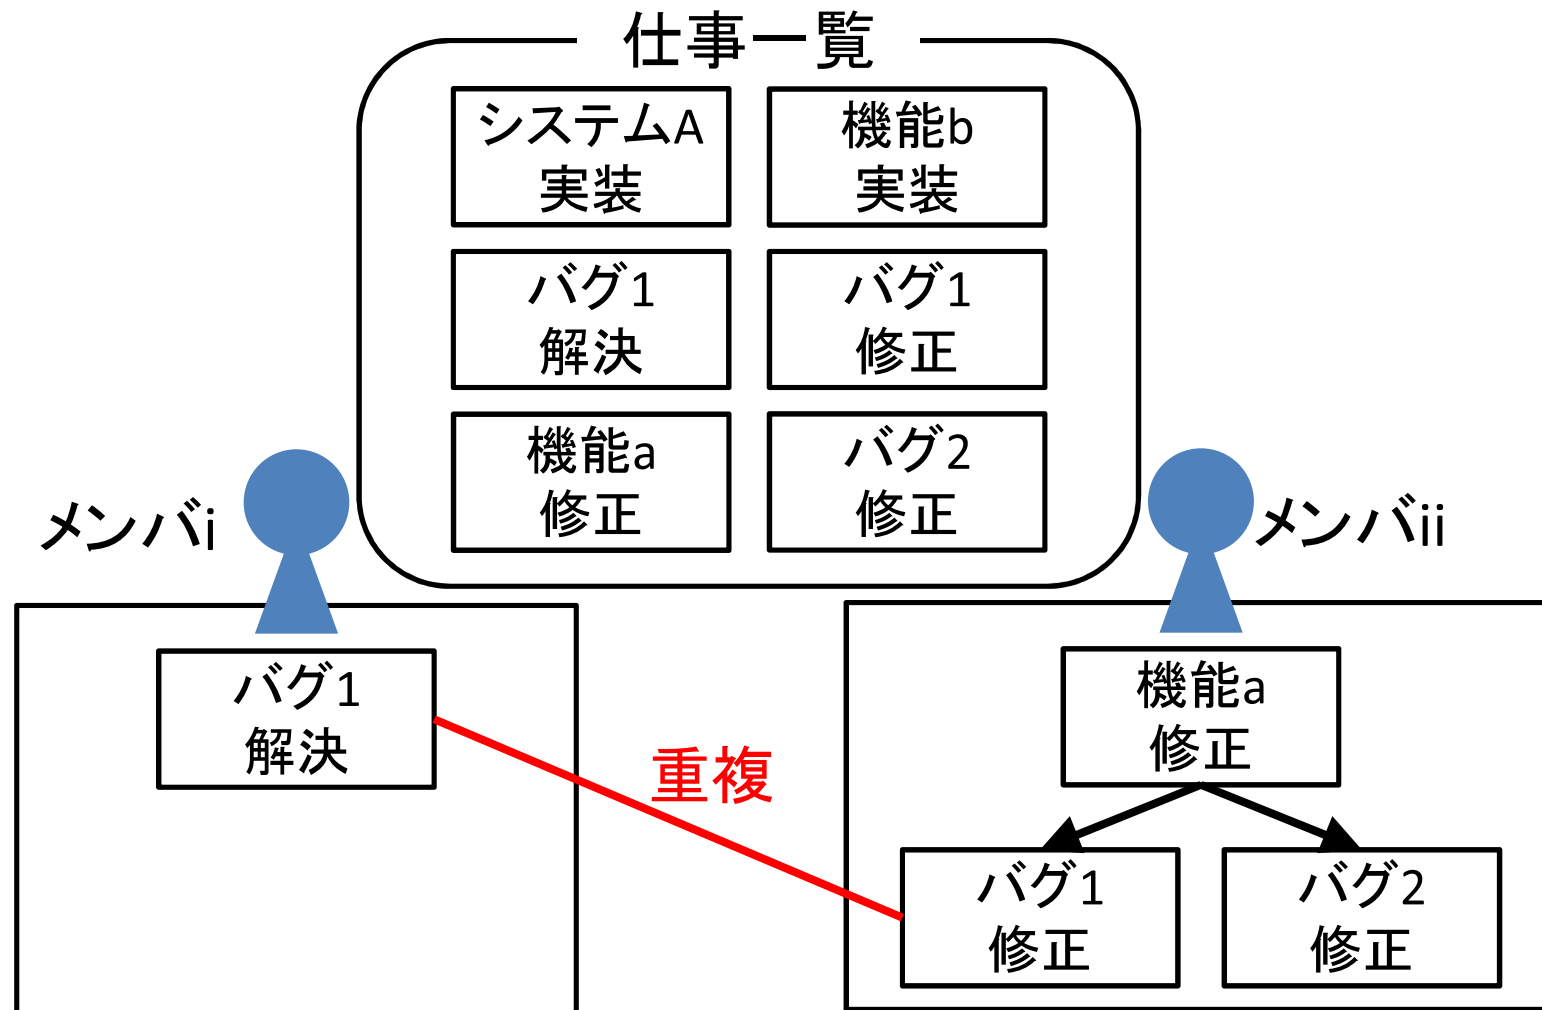 仕事一覧
システムA
実装
機能b
実装
バグ1
解決
バグ1
修正
機能a
修正
バグ2
修正
メンバi
メンバii
バグ1
解決
機能a
修正
重複
バグ1
修正
バグ2
修正